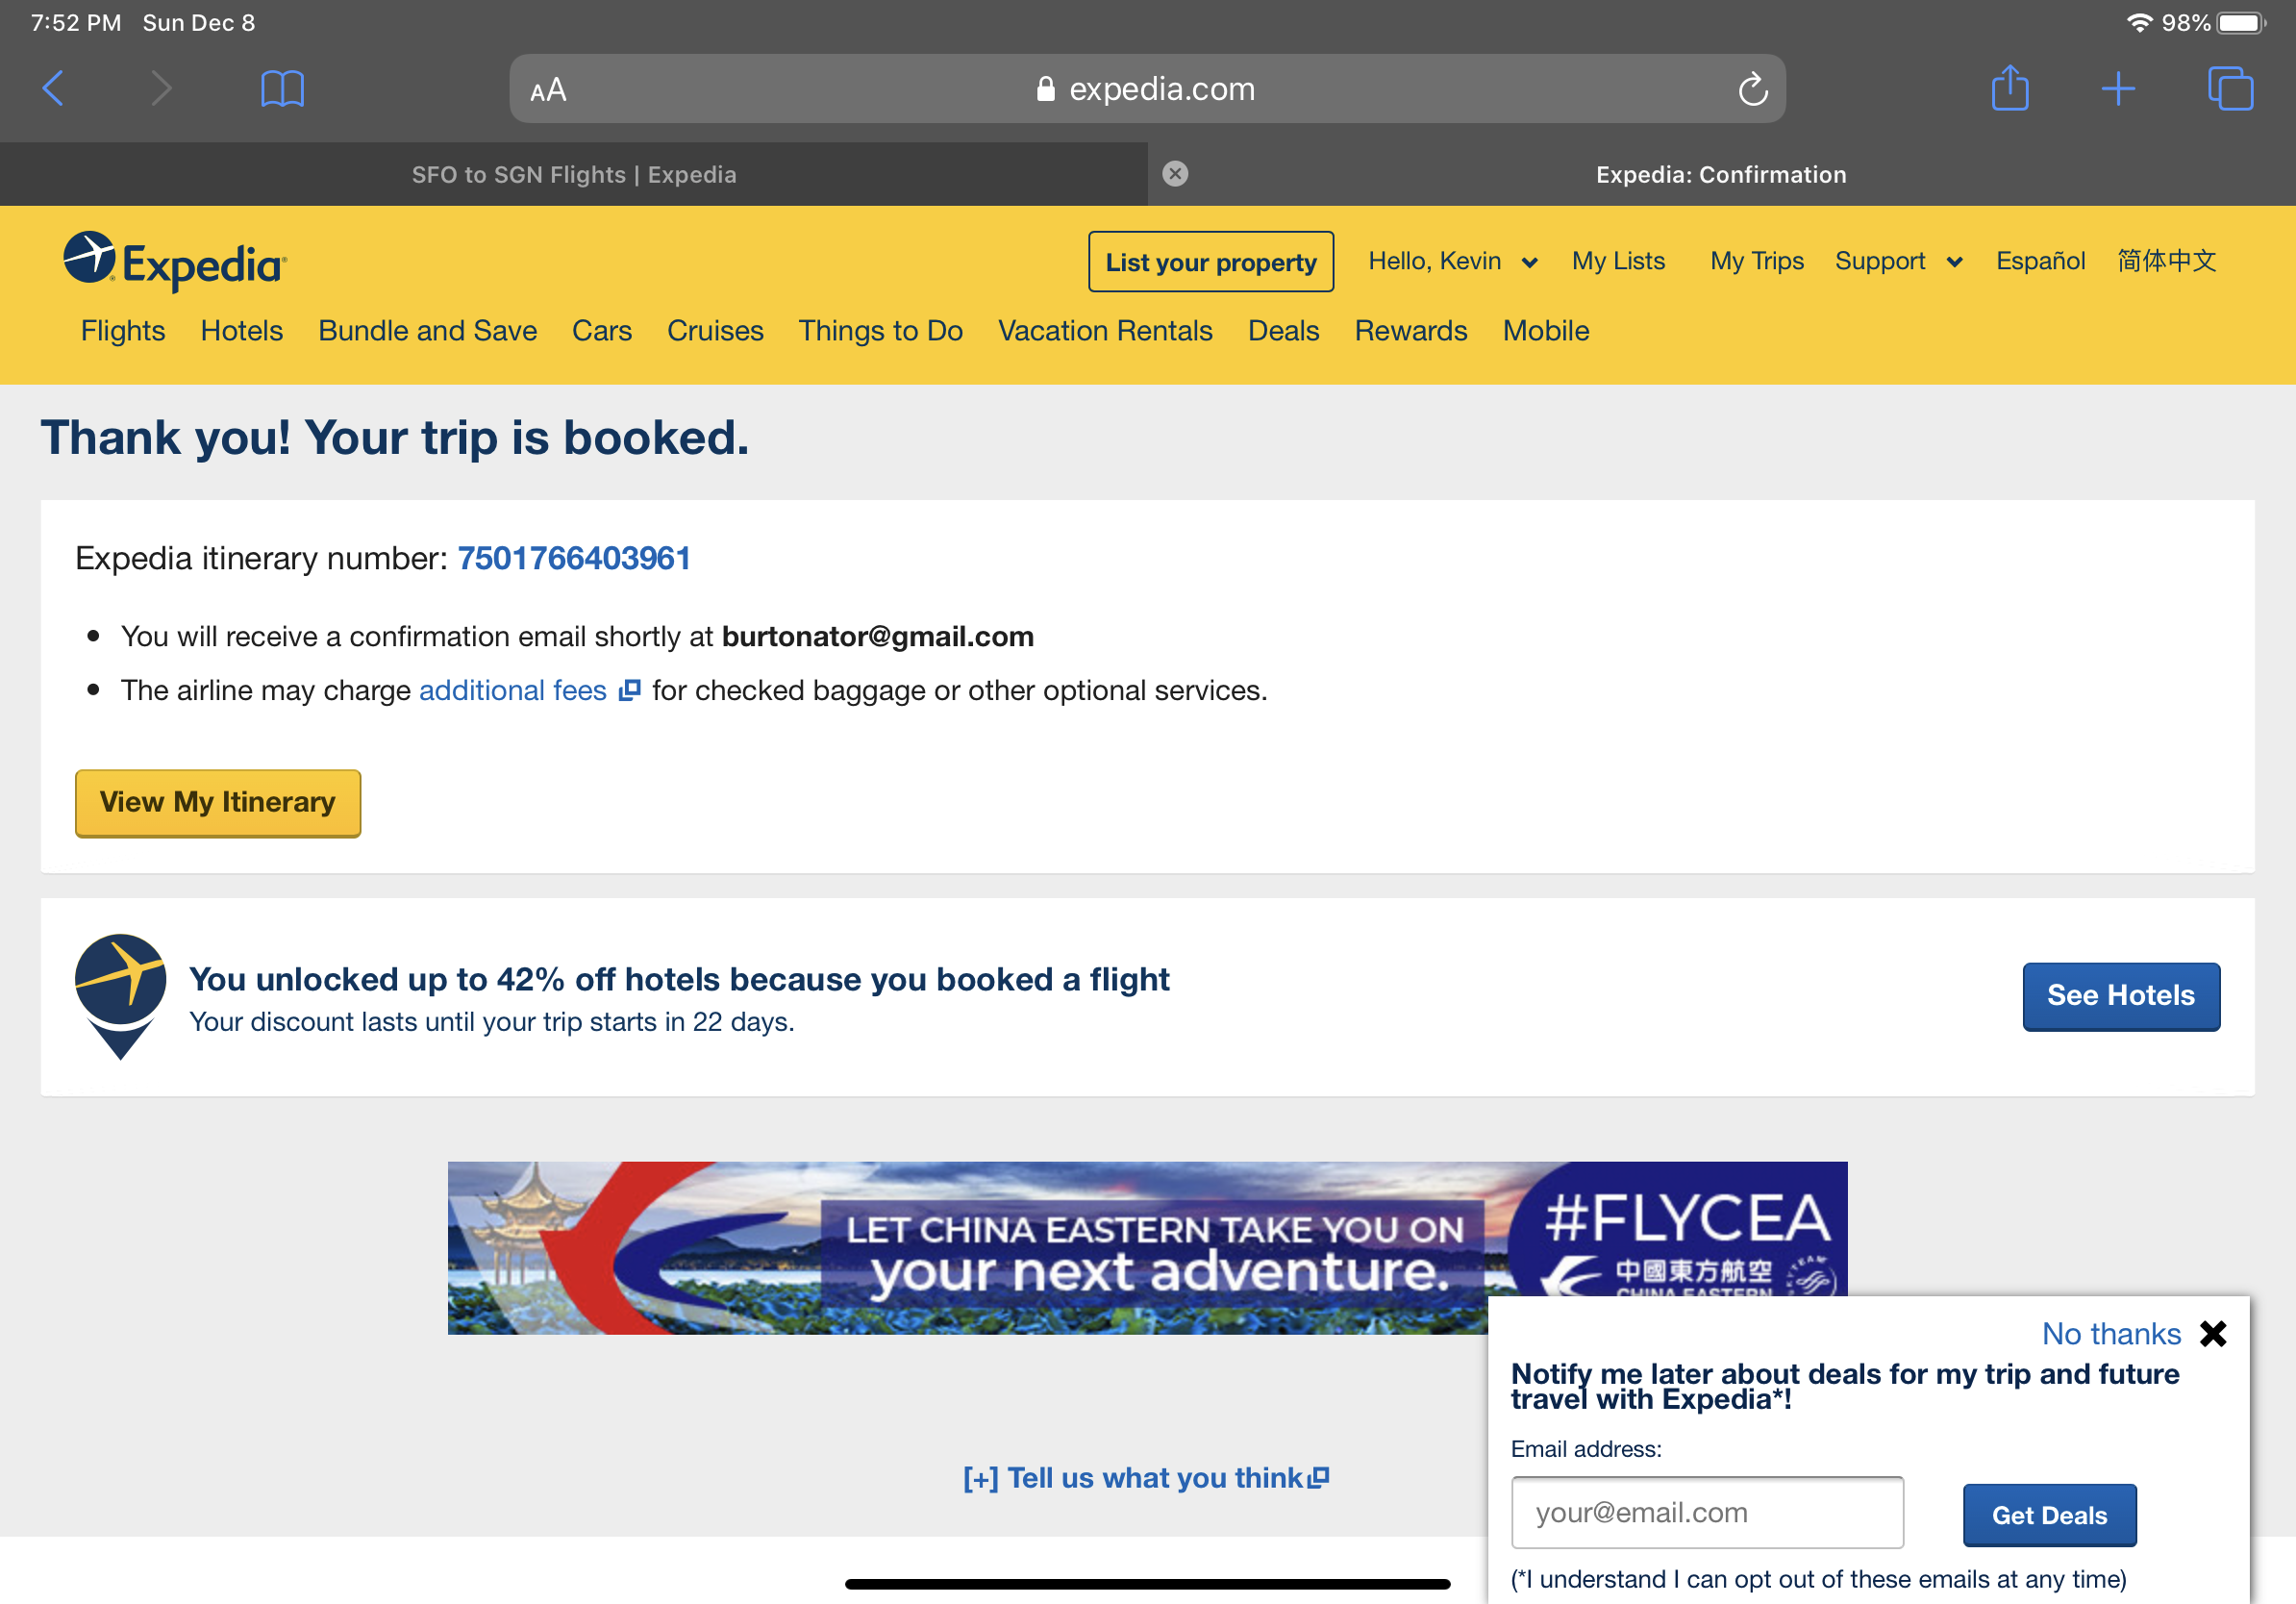 7:52 PM Sun Dec 8
98%
AA
expedia.com
SFO to SGN Flights | Expedia
Expedia: Confirmation
Expedia
List your property
Hello, Kevin
My Lists
My Trips
Support
Español
简体中文
Flights
Hotels
Bundle and Save
Cars
Cruises
Things to Do
Vacation Rentals
Deals
Rewards
Mobile
Thank you! Your trip is booked.
Expedia itinerary number: 7501766403961
• You will receive a confirmation email shortly at burtonator@gmail.com
• The airline may charge additional fees for checked baggage or other optional services.
View My Itinerary
You unlocked up to 42% off hotels because you booked a flight
Your discount lasts until your trip starts in 22 days.
See Hotels
LET CHINA EASTERN TAKE YOU ON
your next adventure.
#FLYCEA
中國東方航空
CHINA EASTERN
SKYTEAM
No thanks
Notify me later about deals for my trip and future
travel with Expedia*!
Email address:
your@email.com
Get Deals
(*I understand I can opt out of these emails at any time)
[+] Tell us what you think